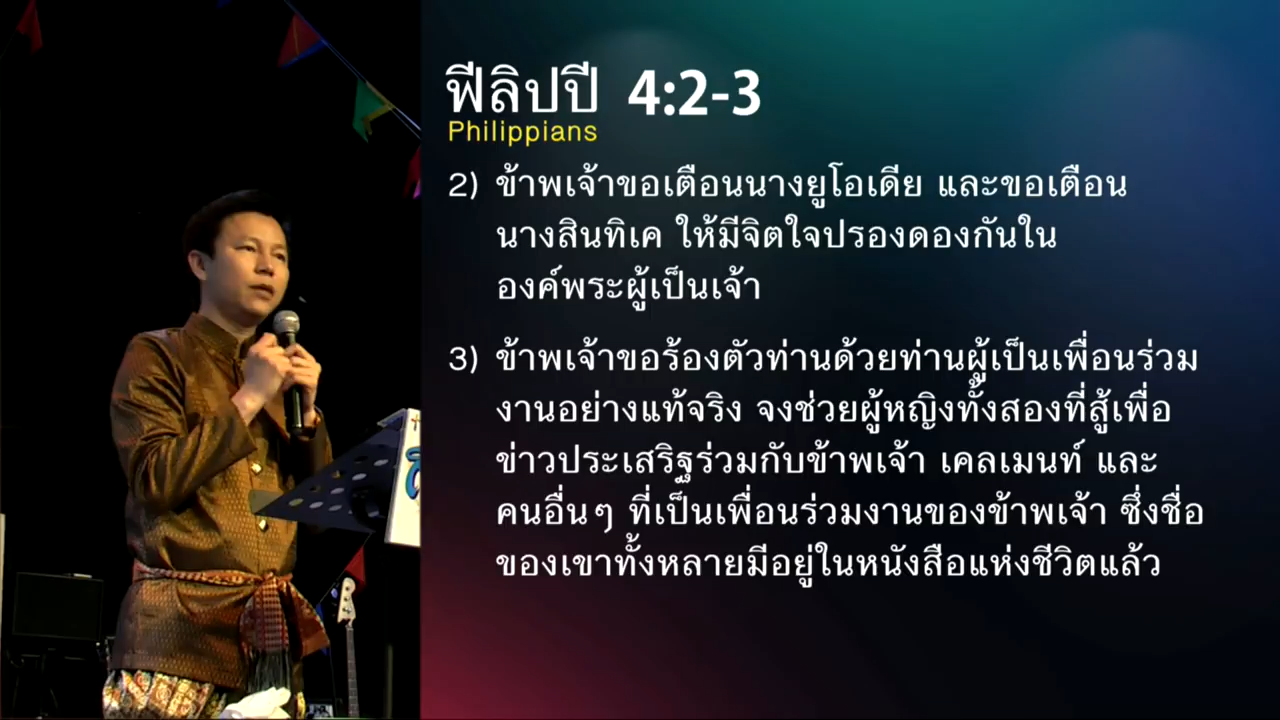 ฟีลิปปี 4:2-3
Philippians
2) ข้าพเจ้าขอเตือนนางยูโอเดีย และขอเตือน
นางสินทิเค ให้มีจิตใจปรองดองกันใน
องค์พระผู้เป็นเจ้า
3) ข้าพเจ้าขอร้องตัวท่านด้วยท่านผู้เป็นเพื่อนร่วม
งานอย่างแท้จริง จงช่วยผู้หญิงทั้งสองที่สู้เพื่อ
ข่าวประเสริฐร่วมกับข้าพเจ้า เคลเมนท์ และ
คนอื่นๆ ที่เป็นเพื่อนร่วมงานของข้าพเจ้า ซึ่งชื่อ
ของเขาทั้งหลายมีอยู่ในหนังสือแห่งชีวิตแล้ว